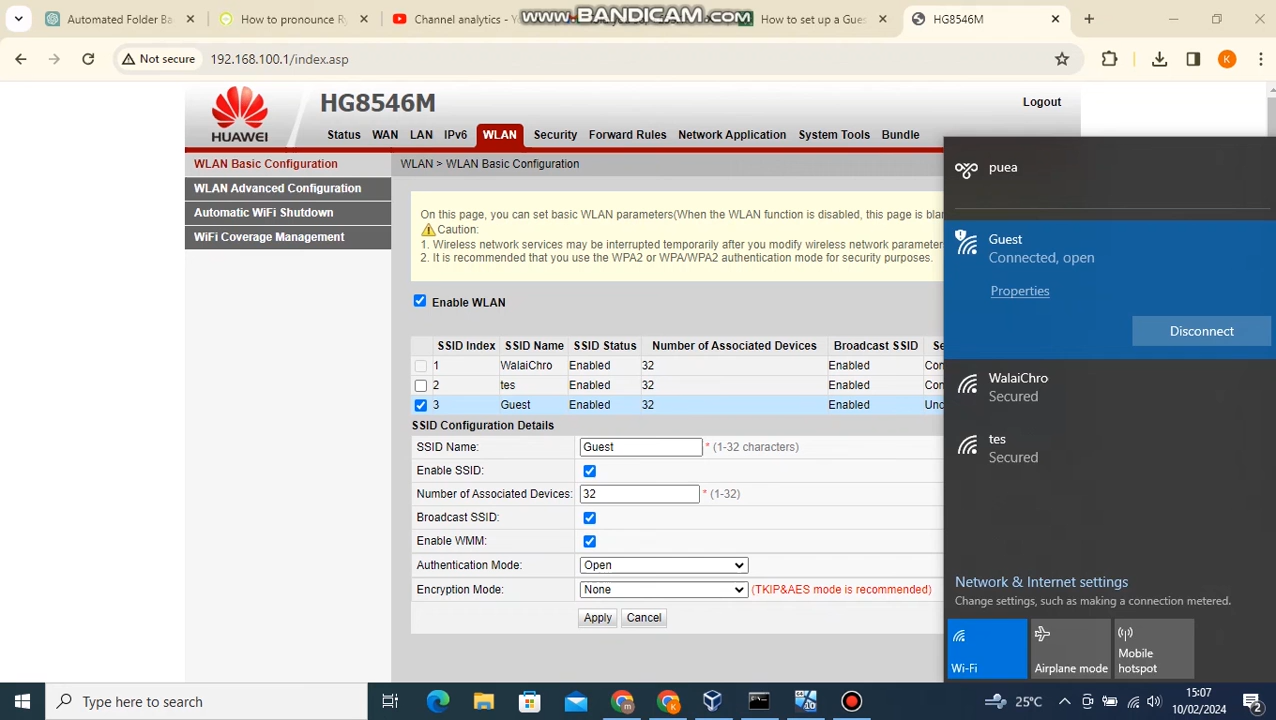 Automated Folder Ba
How to pronounce Ry
Channel analytics - Y
www.BANDICAM.com
How to set up a Gues
HG8546M
Not secure 192.168.100.1/index.asp
K
HUAWEI
HG8546M
Logout
Status WAN LAN IPv6 WLAN Security Forward Rules Network Application System Tools Bundle
WLAN Basic Configuration
WLAN > WLAN Basic Configuration
WLAN Advanced Configuration
Automatic WiFi Shutdown
WiFi Coverage Management
On this page, you can set basic WLAN parameters(When the WLAN function is disabled, this page is blan
Caution:
1. Wireless network services may be interrupted temporarily after you modify wireless network parameter
2. It is recommended that you use the WPA2 or WPA/WPA2 authentication mode for security purposes.
Enable WLAN
SSID Index SSID Name SSID Status Number of Associated Devices Broadcast SSID Se
1 WalaiChro Enabled 32 Enabled Con
2 tes Enabled 32 Enabled Con
3 Guest Enabled 32 Enabled Unc
SSID Configuration Details
SSID Name: Guest * (1-32 characters)
Enable SSID:
Number of Associated Devices: 32 * (1-32)
Broadcast SSID:
Enable WMM:
Authentication Mode: Open
Encryption Mode: None (TKIP&AES mode is recommended)
Apply Cancel
puea
Guest
Connected, open
Properties
Disconnect
WalaiChro
Secured
tes
Secured
Network & Internet settings
Change settings, such as making a connection metered.
Wi-Fi
Airplane mode
Mobile
hotspot
Type here to search
25°C
15:07
10/02/2024
2